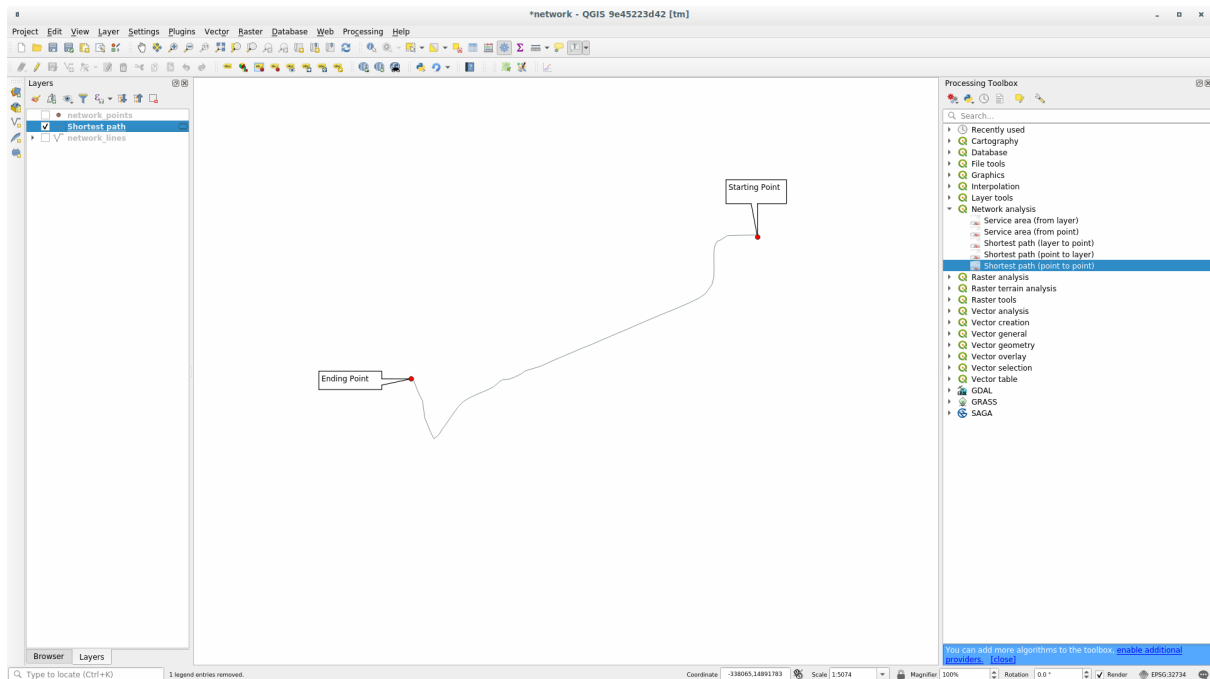 *network - QGIS 9e45223d42 [tm]
Project Edit View Layer Settings Plugins Vector Raster Database Web Processing Help
Layers
network_points
Shortest path
network_lines
Browser Layers
Starting Point
Ending Point
Processing Toolbox
Search...
Recently used
Cartography
Database
File tools
Graphics
Interpolation
Layer tools
Network analysis
Service area (from layer)
Service area (from point)
Shortest path (layer to point)
Shortest path (point to layer)
Shortest path (point to point)
Raster analysis
Raster terrain analysis
Raster tools
Vector analysis
Vector creation
Vector general
Vector geometry
Vector overlay
Vector selection
Vector table
GDAL
GRASS
SAGA
You can add more algorithms to the toolbox, enable additional
providers. [close]
Type to locate (Ctrl+K) 1 legend entries removed. Coordinate -338065,14891783 Scale 1:5074 Magnifier 100% Rotation 0.0 ° Render EPSG:32734